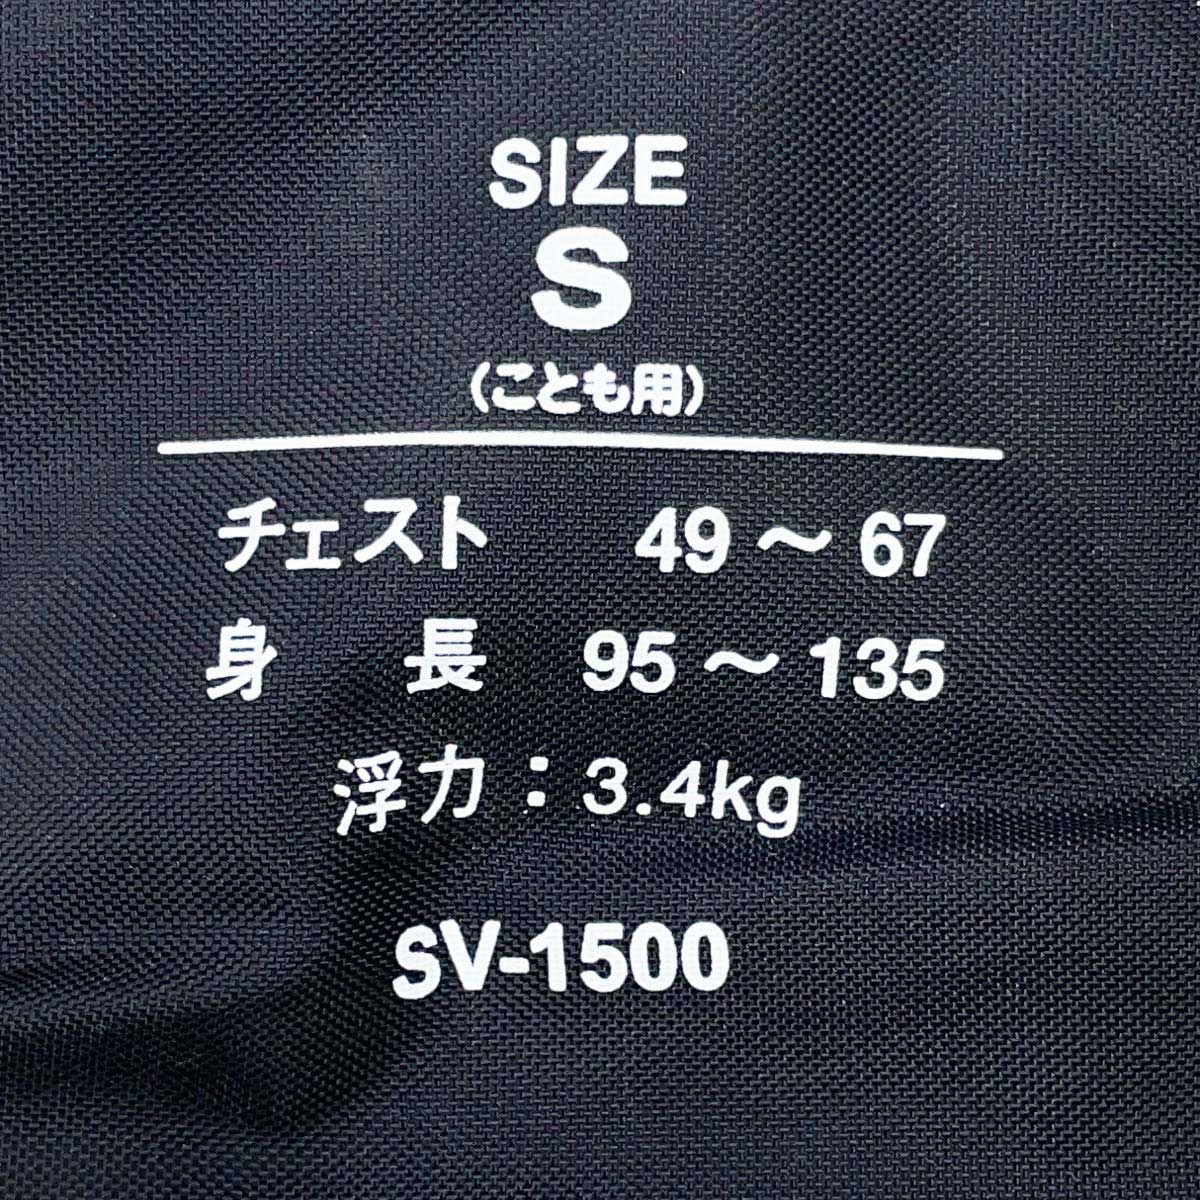 SIZE
S
(こども用)
チェスト 49～67
身長 95～135
浮力：3.4kg
SV-1500